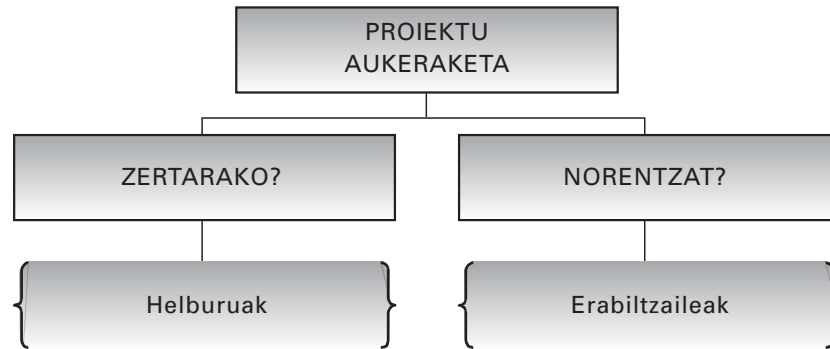 PROIEKTU
AUKERAKETA
ZERTARAKO?
NORENTZAT?
Helburuak
Erabiltzaileak